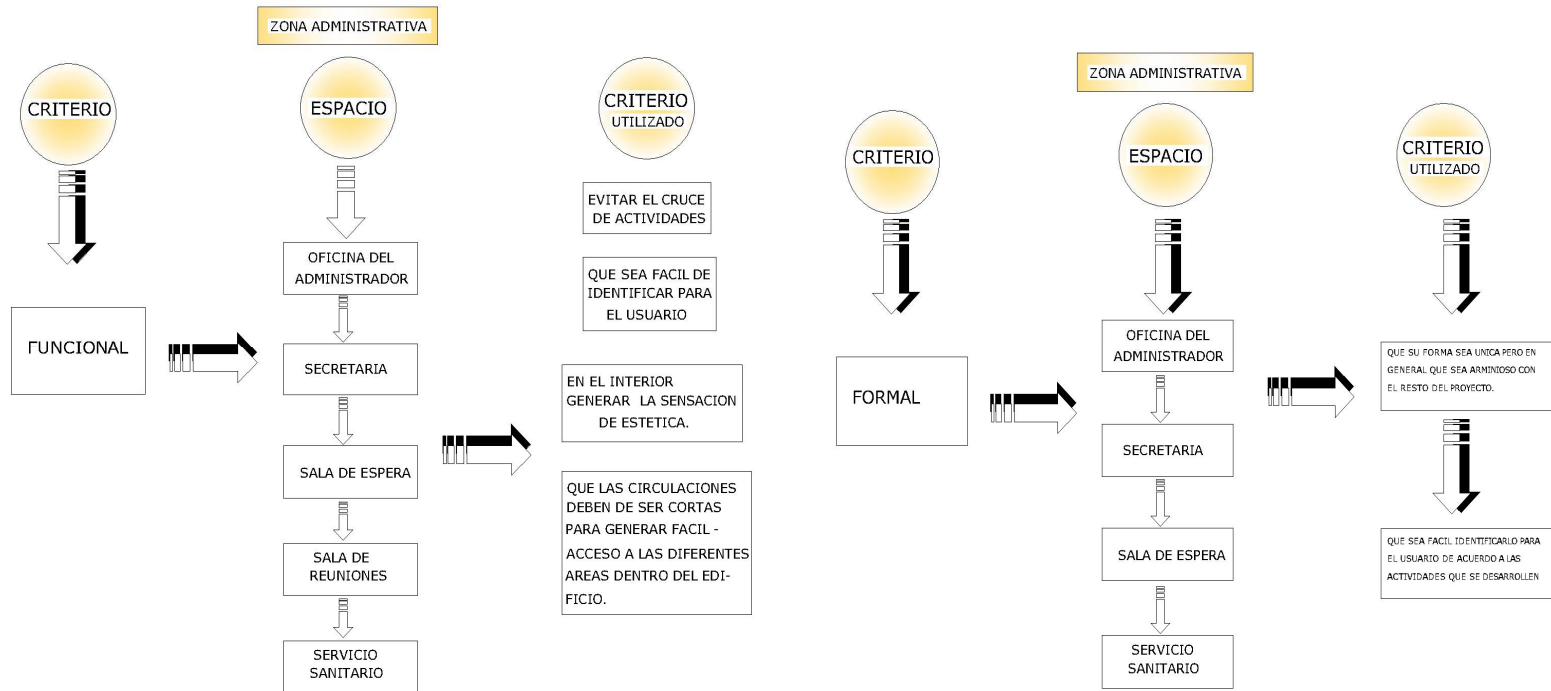 ZONA ADMINISTRATIVA
CRITERIO
ESPACIO
CRITERIO
UTILIZADO
FUNCIONAL
OFICINA DEL
ADMINISTRADOR
SECRETARIA
SALA DE ESPERA
SALA DE
REUNIONES
SERVICIO
SANITARIO
EVITAR EL CRUCE
DE ACTIVIDADES
QUE SEA FACIL DE
IDENTIFICAR PARA
EL USUARIO
EN EL INTERIOR
GENERAR LA SENSACION
DE ESTETICA.
QUE LAS CIRCULACIONES
DEBEN DE SER CORTAS
PARA GENERAR FACIL -
ACCESO A LAS DIFERENTES
AREAS DENTRO DEL EDI-
FICIO.
ZONA ADMINISTRATIVA
CRITERIO
ESPACIO
CRITERIO
UTILIZADO
FORMAL
OFICINA DEL
ADMINISTRADOR
SECRETARIA
SALA DE ESPERA
SERVICIO
SANITARIO
QUE SU FORMA SEA UNICA PERO EN
GENERAL QUE SEA ARMINIOSO CON
EL RESTO DEL PROYECTO.
QUE SEA FACIL IDENTIFICARLO PARA
EL USUARIO DE ACUERDO A LAS
ACTIVIDADES QUE SE DESARROLLEN